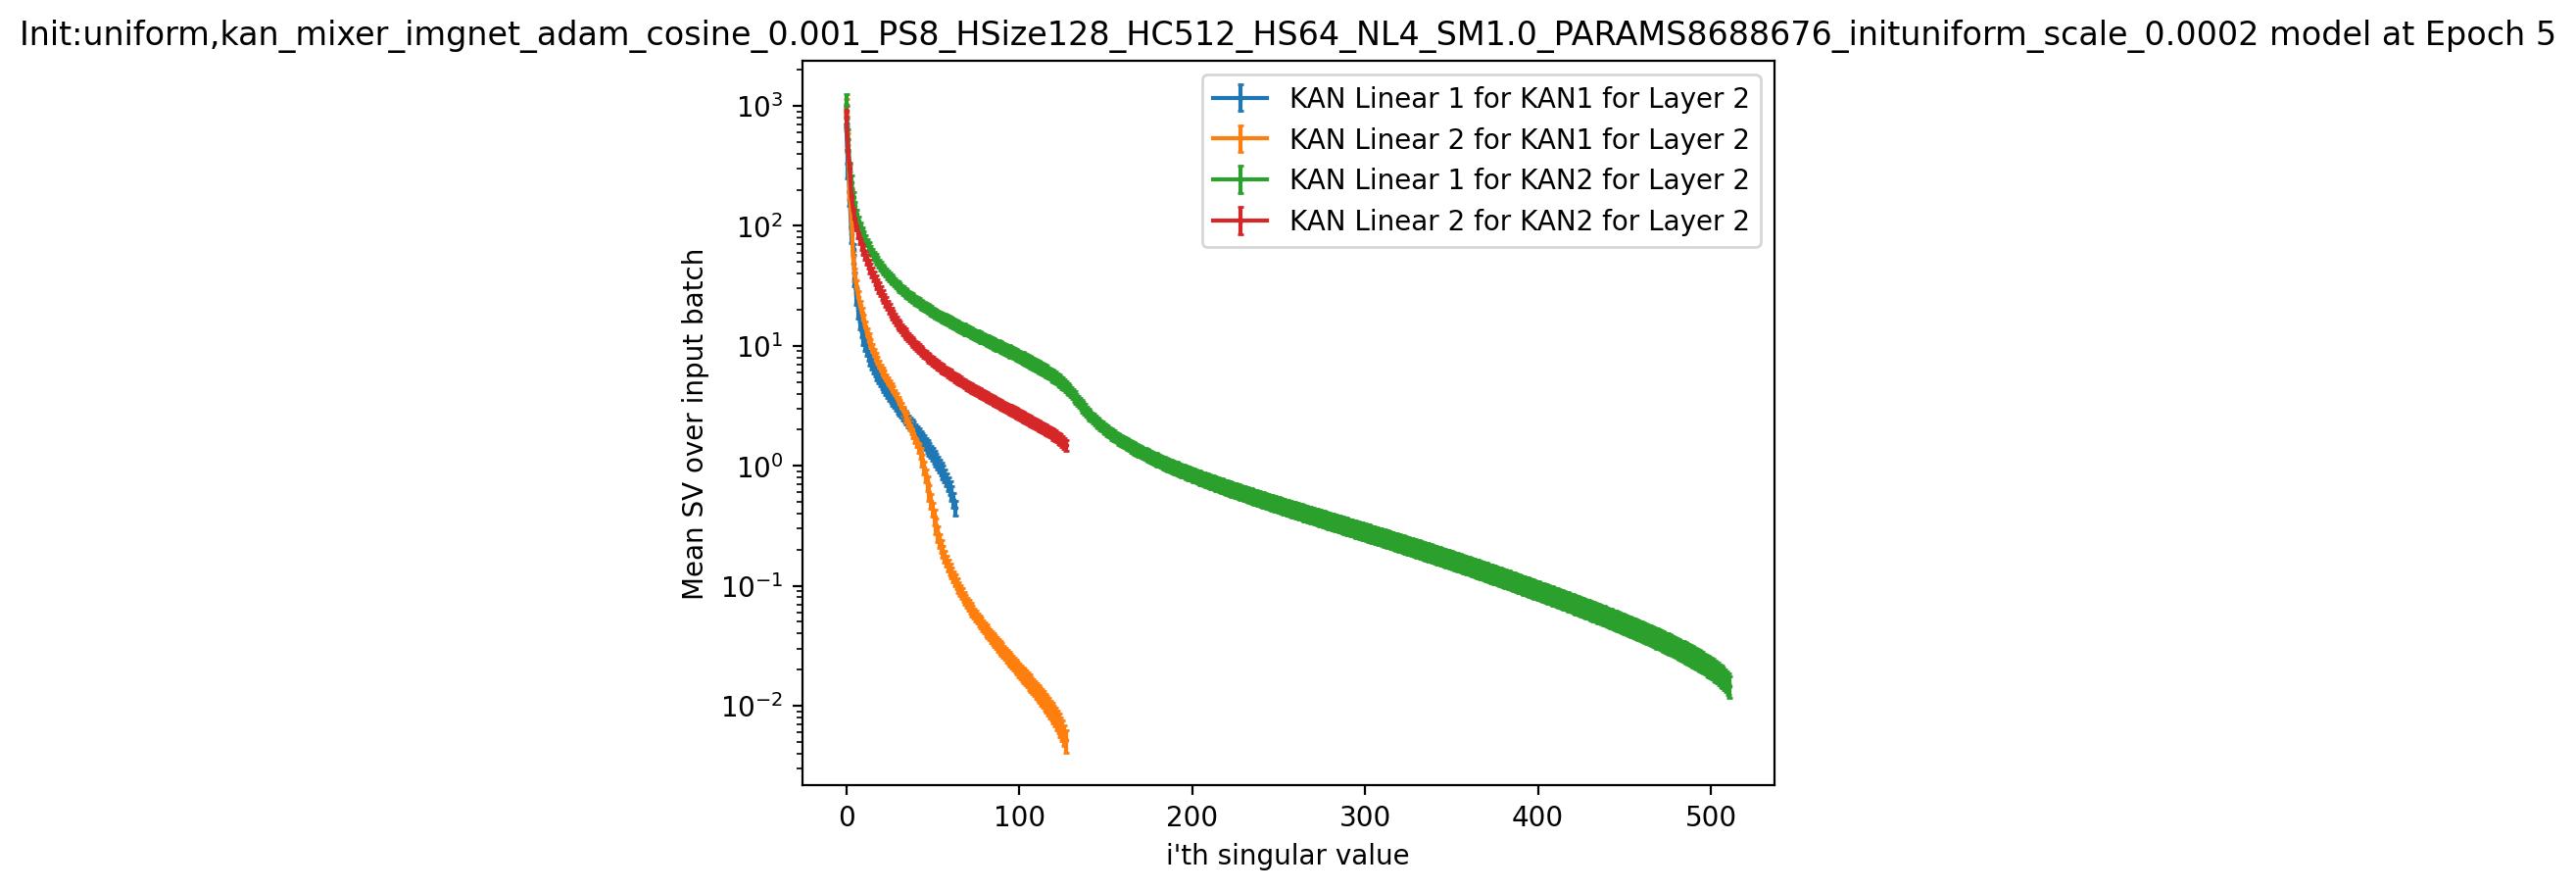 Init:uniform,kan_mixer_imgnet_adam_cosine_0.001_PS8_HSize128_HC512_HS64_NL4_SM1.0_PARAMS8688676_inituniform_scale_0.0002 model at Epoch 5
KAN Linear 1 for KAN1 for Layer 2
KAN Linear 2 for KAN1 for Layer 2
KAN Linear 1 for KAN2 for Layer 2
KAN Linear 2 for KAN2 for Layer 2
Mean SV over input batch
10³
10²
10¹
10⁰
10⁻¹
10⁻²
0 100 200 300 400 500
i'th singular value